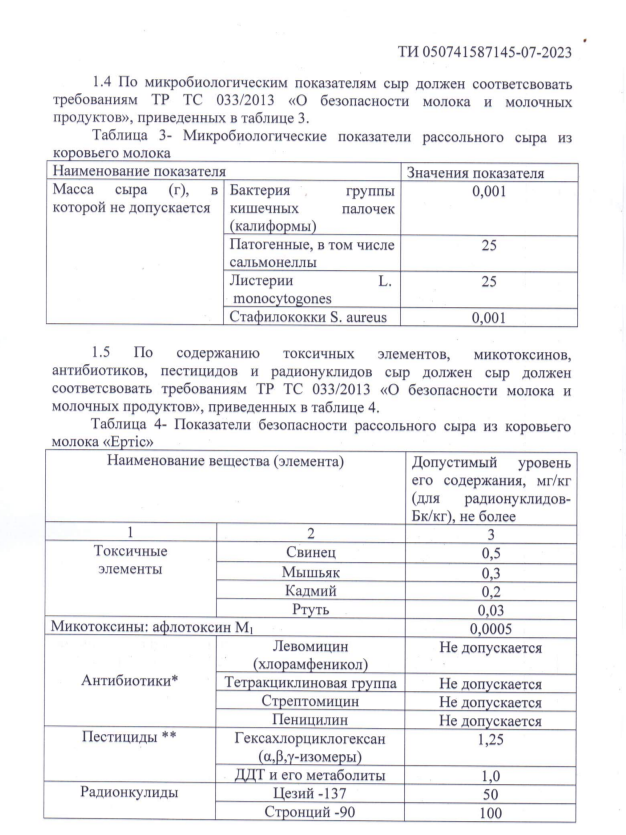 ТИ 050741587145-07-2023
1.4 По микробиологическим показателям сыр должен соответсвовать
требованиям ТР ТС 033/2013 «О безопасности молока и молочных
продуктов», приведенных в таблице 3.
Таблица 3- Микробиологические показатели рассольного сыра из
коровьего молока
Наименование показателя Значения показателя
Масса сыра (г), в Бактерия группы 0,001
которой не допускается кишечных палочек
(калиформы)
Патогенные, в том числе 25
сальмонеллы
Листерии L. 25
monocytogones
Стафилококки S. aureus 0,001
1.5 По содержанию токсичных элементов, микотоксинов,
антибиотиков, пестицидов и радионуклидов сыр должен сыр должен
соответсвовать требованиям ТР ТС 033/2013 «О безопасности молока и
молочных продуктов», приведенных в таблице 4.
Таблица 4- Показатели безопасности рассольного сыра из коровьего
молока «Ертіс»
Наименование вещества (элемента) Допустимый уровень
его содержания, мг/кг
(для радионуклидов-
Бк/кг), не более
1 2 3
Токсичные Свинец 0,5
элементы Мышьяк 0,3
Кадмий 0,2
Ртуть 0,03
Микотоксины: афлотоксин М₁ 0,0005
Левомицин Не допускается
(хлорамфеникол)
Антибиотики* Тетрациклиновая группа Не допускается
Стрептомицин Не допускается
Пеницилин Не допускается
Пестициды ** Гексахлорциклогексан 1,25
(α,β,γ-изомеры)
ДДТ и его метаболиты 1,0
Радионкулиды Цезий -137 50
Стронций -90 100